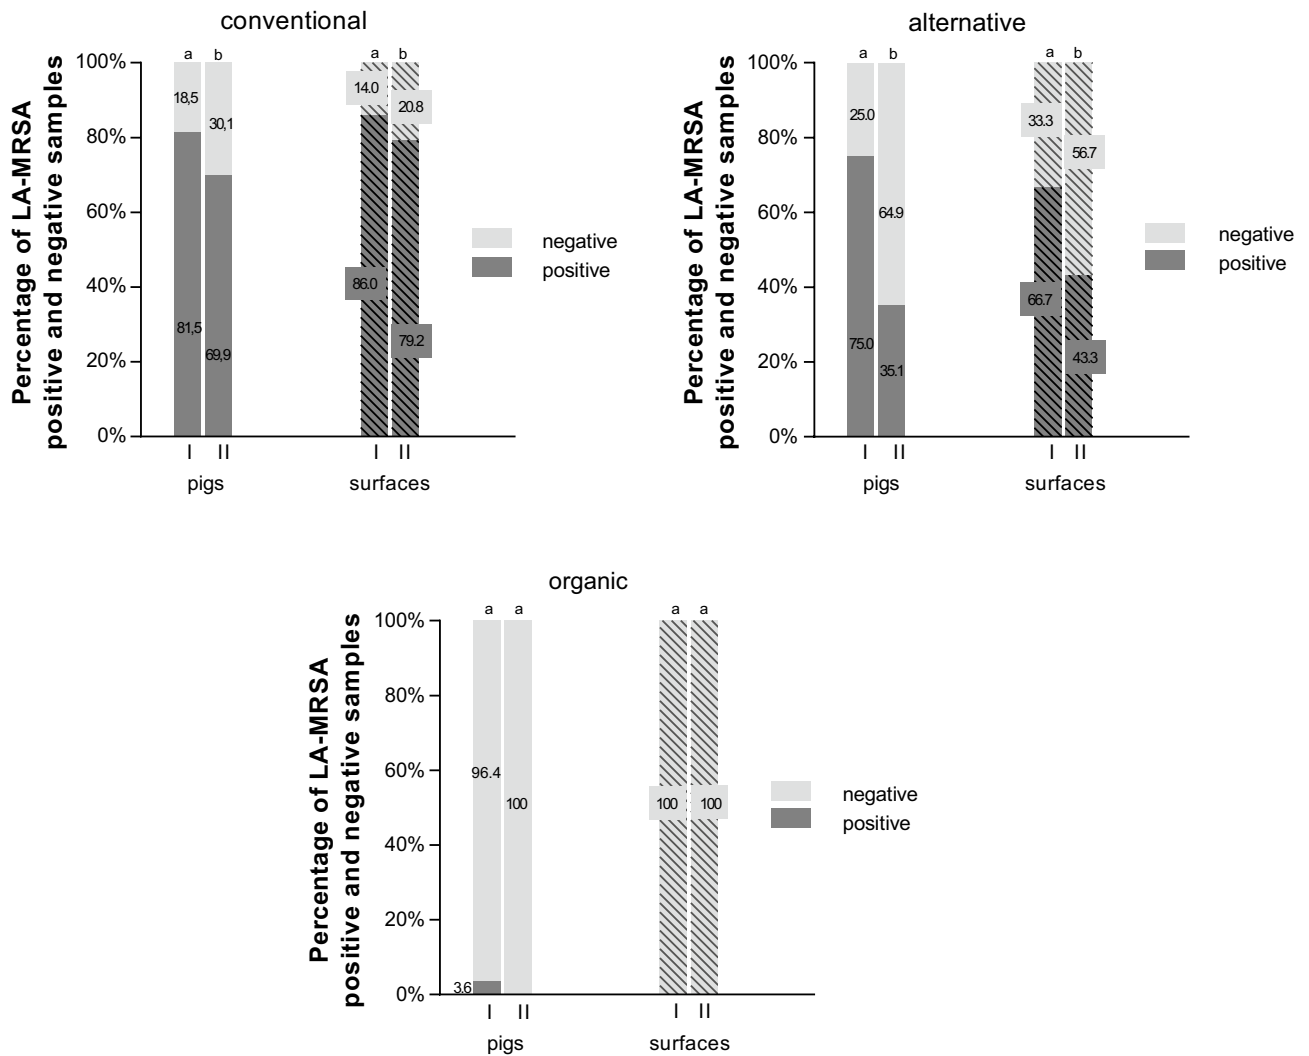 conventional
Percentage of LA-MRSA
positive and negative samples
100%
80%
60%
40%
20%
0%
a b a b
18,5
30,1
14.0
20.8
81,5
69,9
86.0
79.2
I II I II
pigs surfaces
negative
positive
alternative
Percentage of LA-MRSA
positive and negative samples
100%
80%
60%
40%
20%
0%
a b a b
25.0
64.9
33.3
56.7
75.0
35.1
66.7
43.3
I II I II
pigs surfaces
negative
positive
organic
Percentage of LA-MRSA
positive and negative samples
100%
80%
60%
40%
20%
0%
a a a a
96.4
100
100
100
3.6
I II I II
pigs surfaces
negative
positive